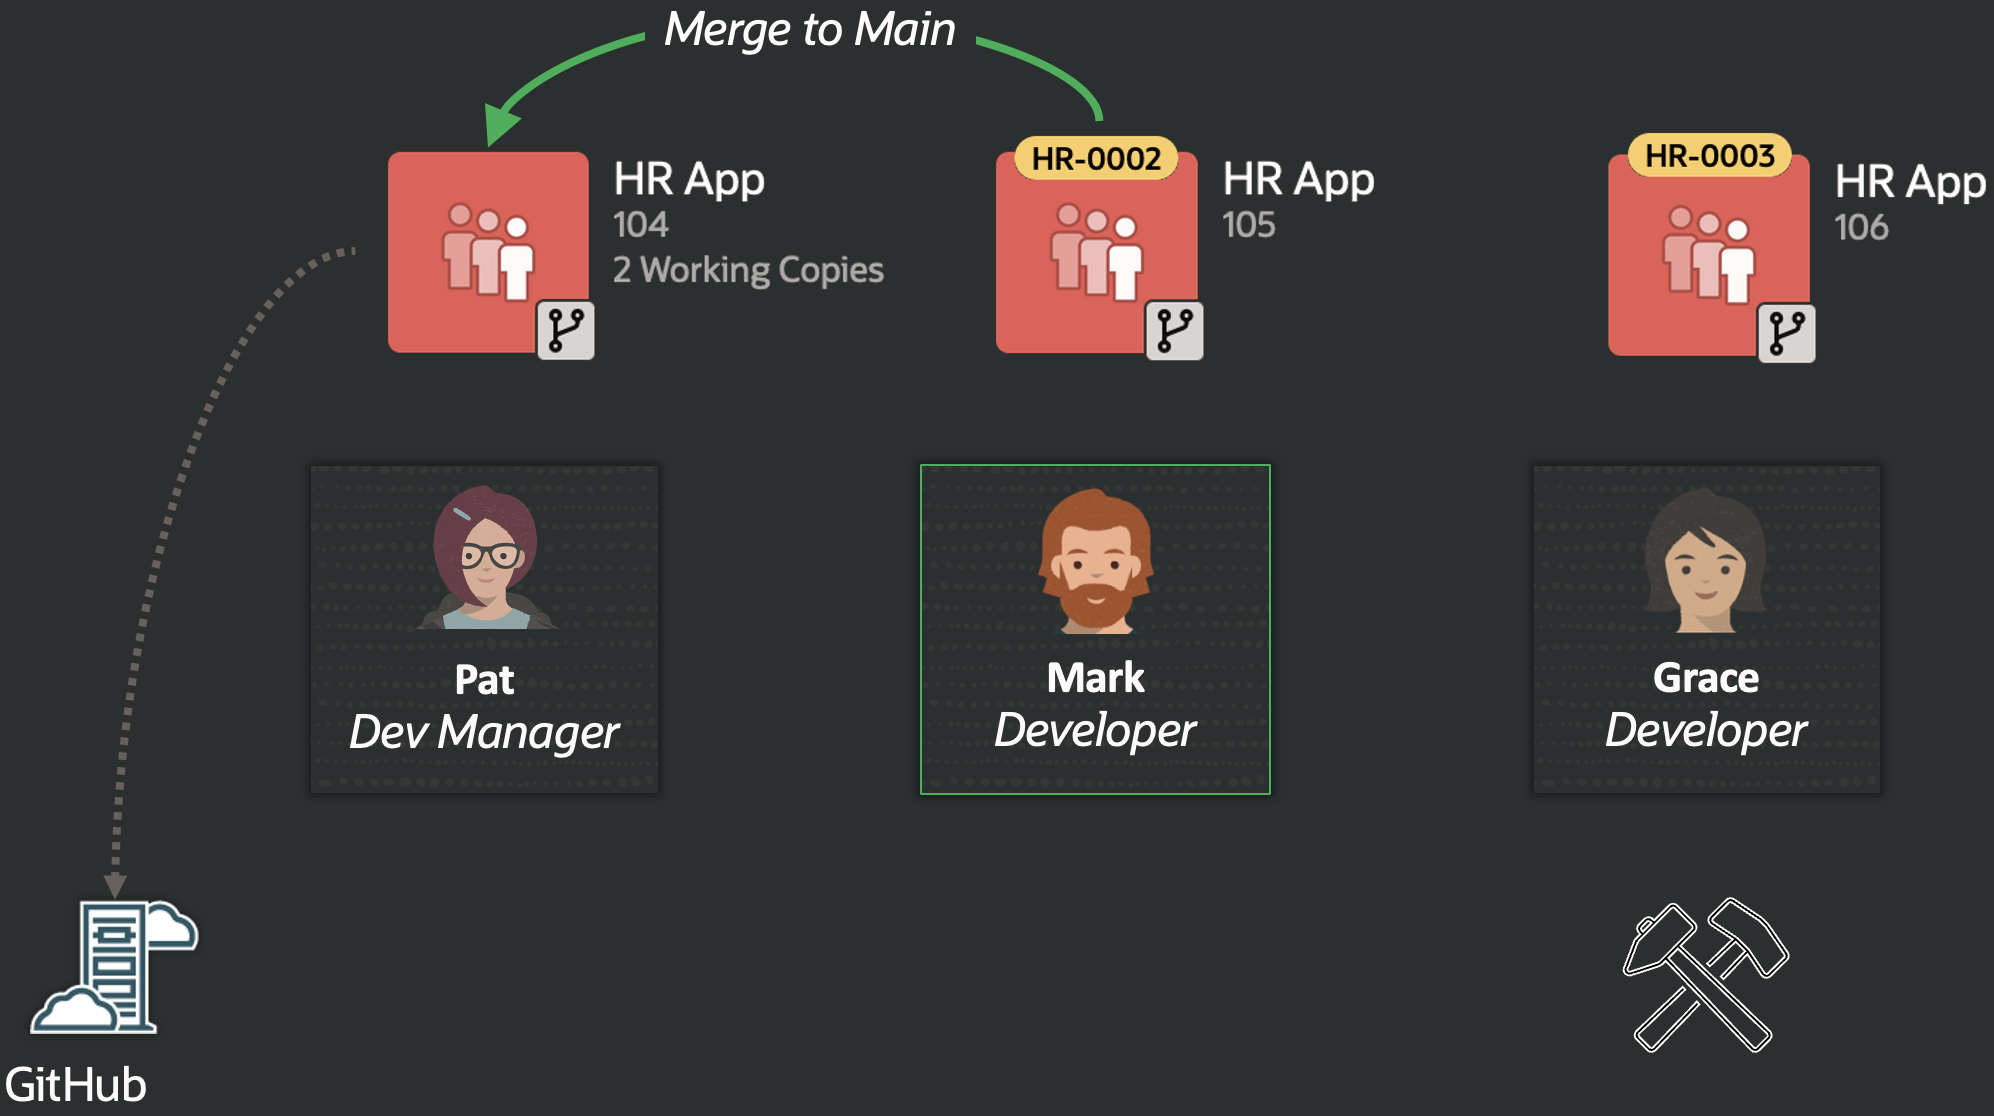 Merge to Main
HR App
104
2 Working Copies
HR-0002
HR App
105
HR-0003
HR App
106
Pat
Dev Manager
Mark
Developer
Grace
Developer
GitHub